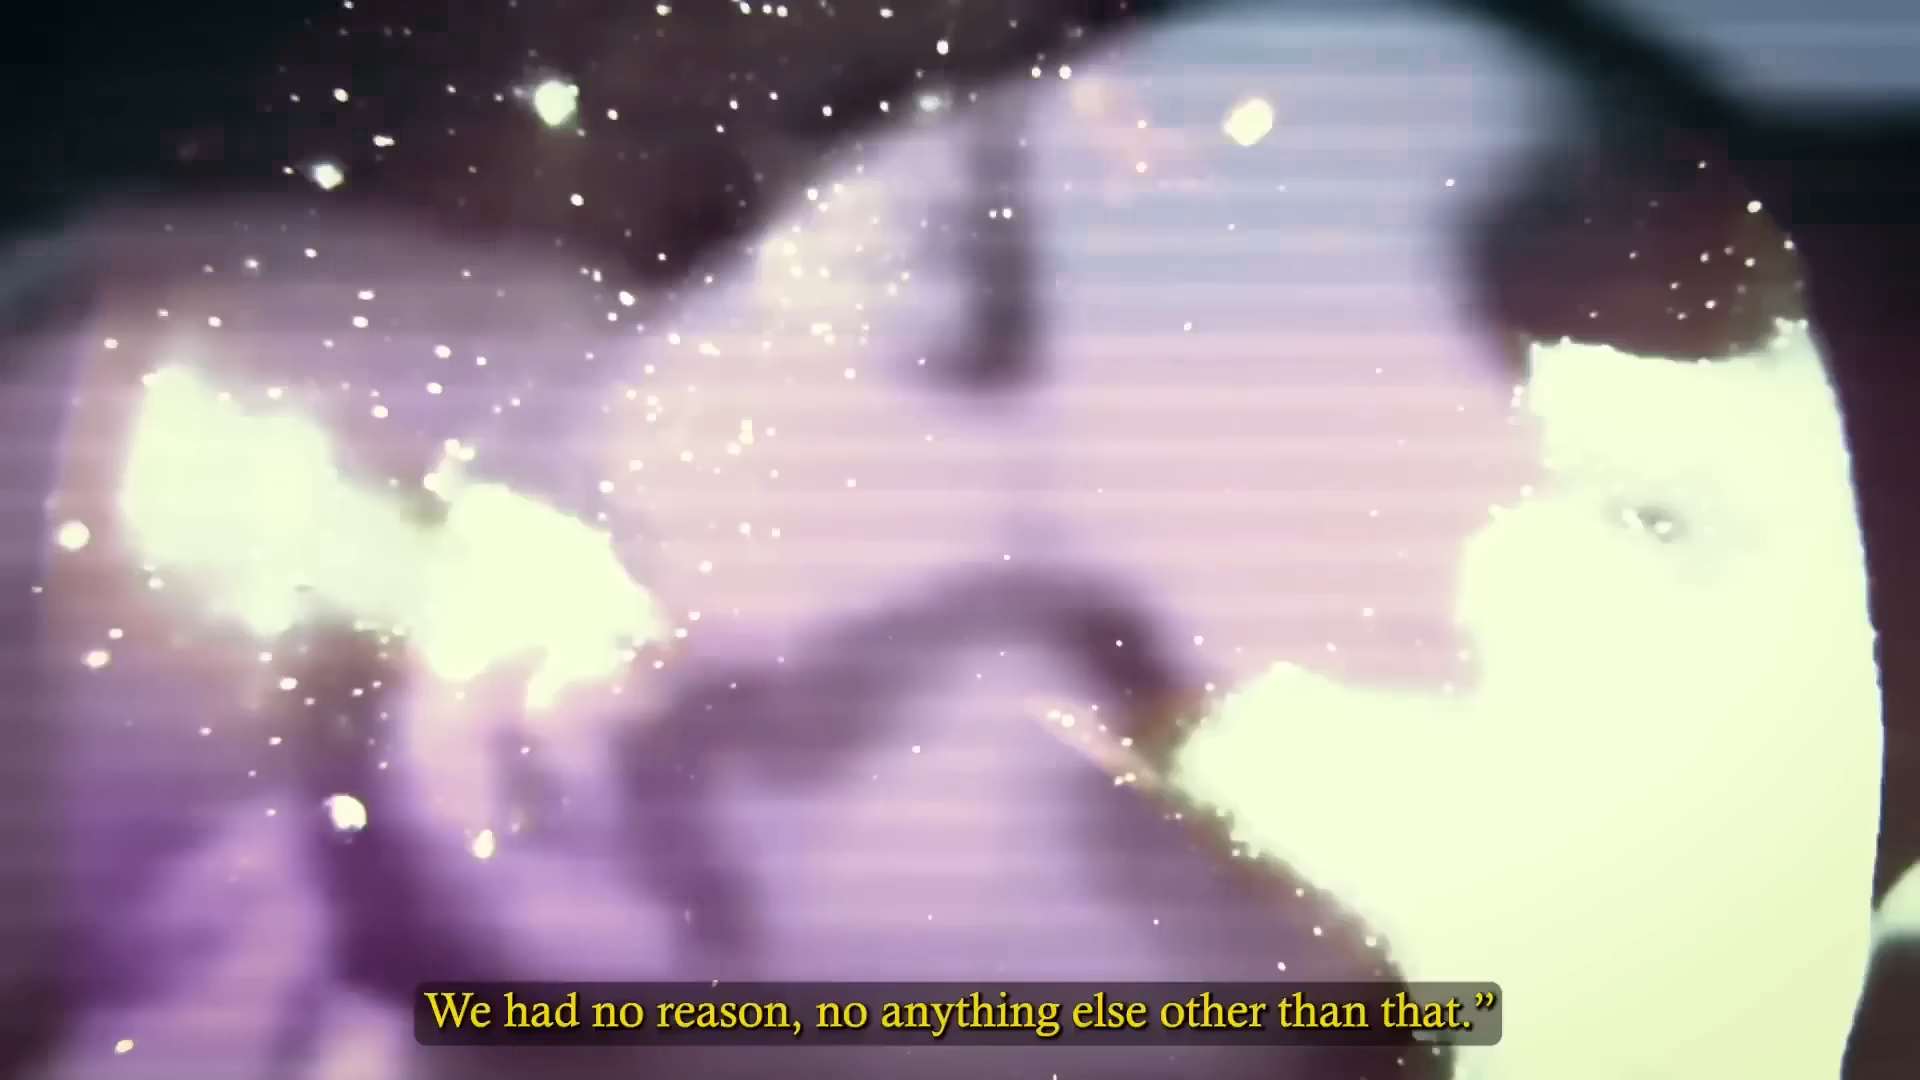 We had no reason, no anything else other than that.”